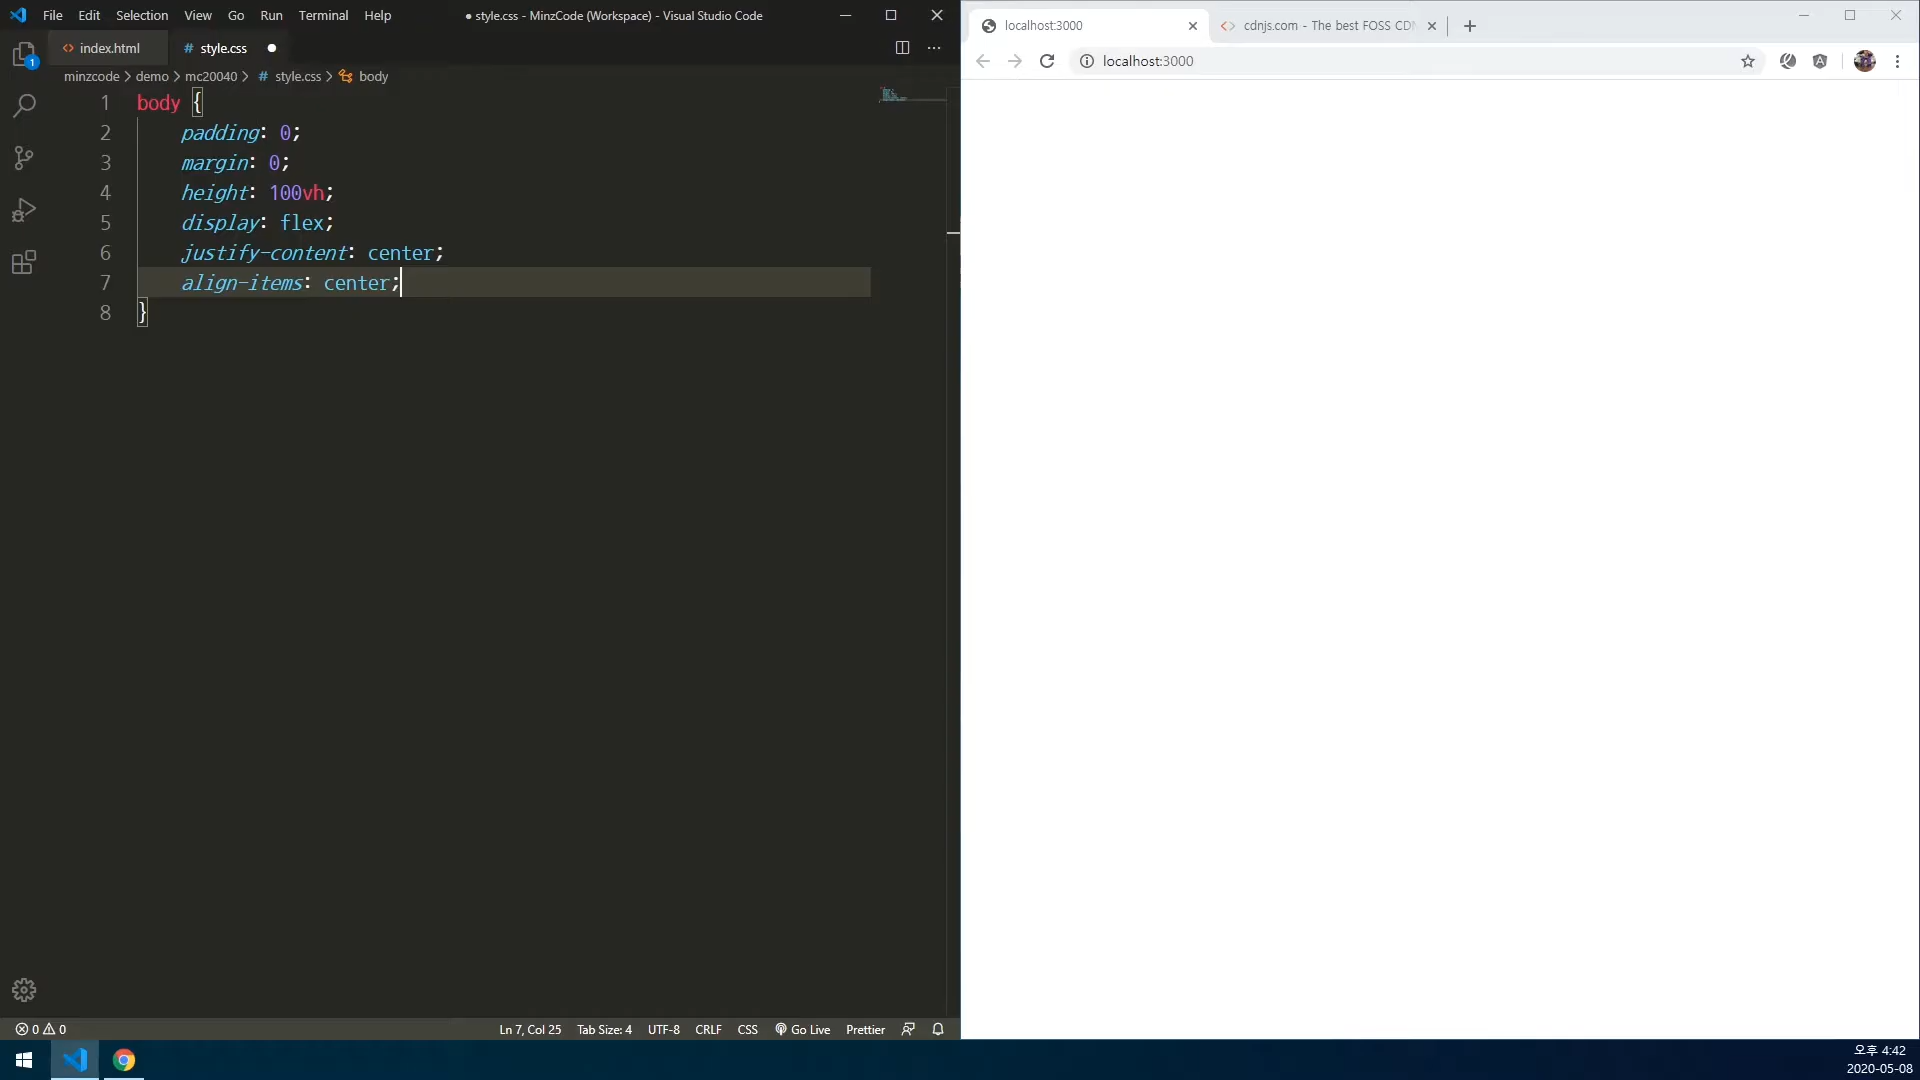 File Edit Selection View Go Run Terminal Help ● style.css - MinzCode (Workspace) - Visual Studio Code
index.html # style.css
minzcode > demo > mc20040 > # style.css > body
1 body {
2 padding: 0;
3 margin: 0;
4 height: 100vh;
5 display: flex;
6 justify-content: center;
7 align-items: center;
8 }
1
0 0 Ln 7, Col 25 Tab Size: 4 UTF-8 CRLF CSS Go Live Prettier
localhost:3000 cdnjs.com - The best FOSS CDN
localhost:3000
오후 4:42
2020-05-08